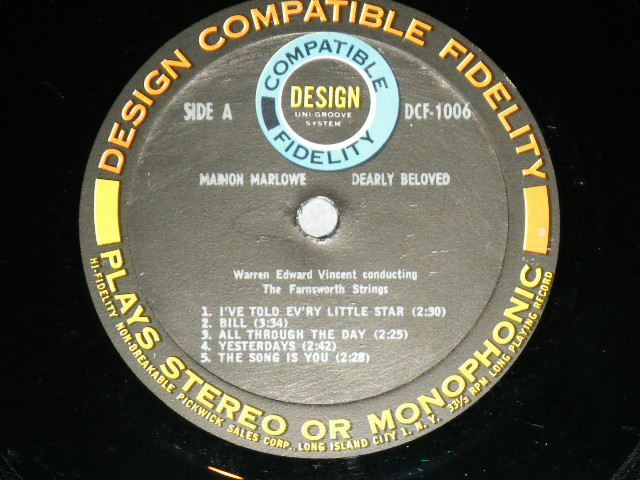 DESIGN COMPATIBLE FIDELITY
COMPATIBLE
DESIGN
UNI-GROOVE
SYSTEM
FIDELITY
SIDE A
DCF-1006
MARION MARLOWE DEARLY BELOVED
Warren Edward Vincent conducting
The Farnsworth Strings
1. I'VE TOLD EV'RY LITTLE STAR (2:30)
2. BILL (3:34)
3. ALL THROUGH THE DAY (2:25)
4. YESTERDAYS (2:42)
5. THE SONG IS YOU (2:28)
PLAYS STEREO OR MONOPHONIC
HI-FIDELITY NON-BREAKABLE PICKWICK SALES CORP., LONG ISLAND CITY 1, N. Y. 33⅓ RPM LONG PLAYING RECORD